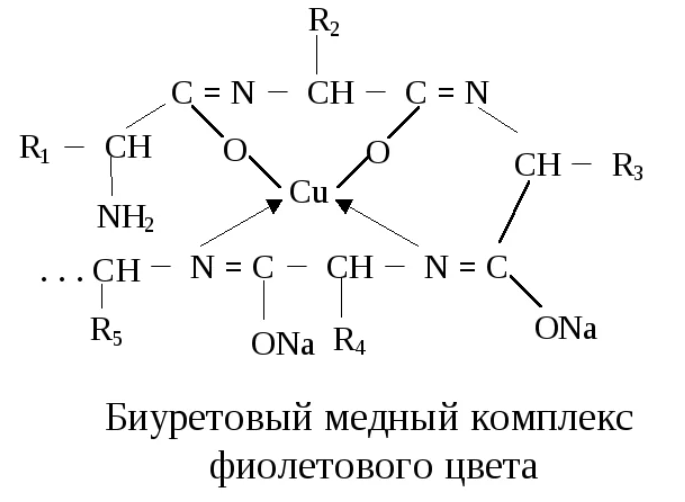 R₂
C = N − CH − C = N
R₁ − CH
O
O
CH − R₃
Cu
NH₂
...CH − N = C − CH − N = C
R₅
ONa
R₄
ONa
Биуретовый медный комплекс
фиолетового цвета